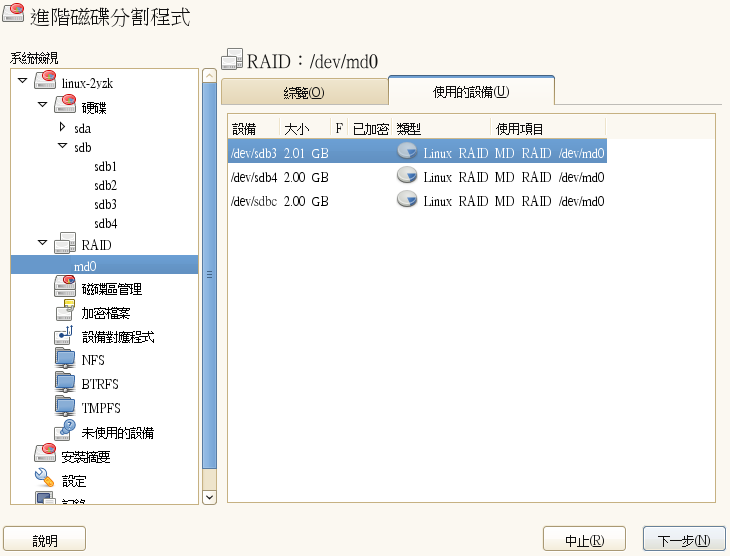 進階磁碟分割程式
系統檢視
linux-2yzk
硬碟
sda
sdb
sdb1
sdb2
sdb3
sdb4
RAID
md0
磁碟區管理
加密檔案
設備對應程式
NFS
BTRFS
TMPFS
未使用的設備
安裝摘要
設定
記錄
RAID：/dev/md0
綜覽(O) 使用的設備(U)
設備 大小 F 已加密 類型 使用項目
/dev/sdb3 2.01 GB Linux RAID MD RAID /dev/md0
/dev/sdb4 2.00 GB Linux RAID MD RAID /dev/md0
/dev/sdbc 2.00 GB Linux RAID MD RAID /dev/md0
說明 中止(R) 下一步(N)